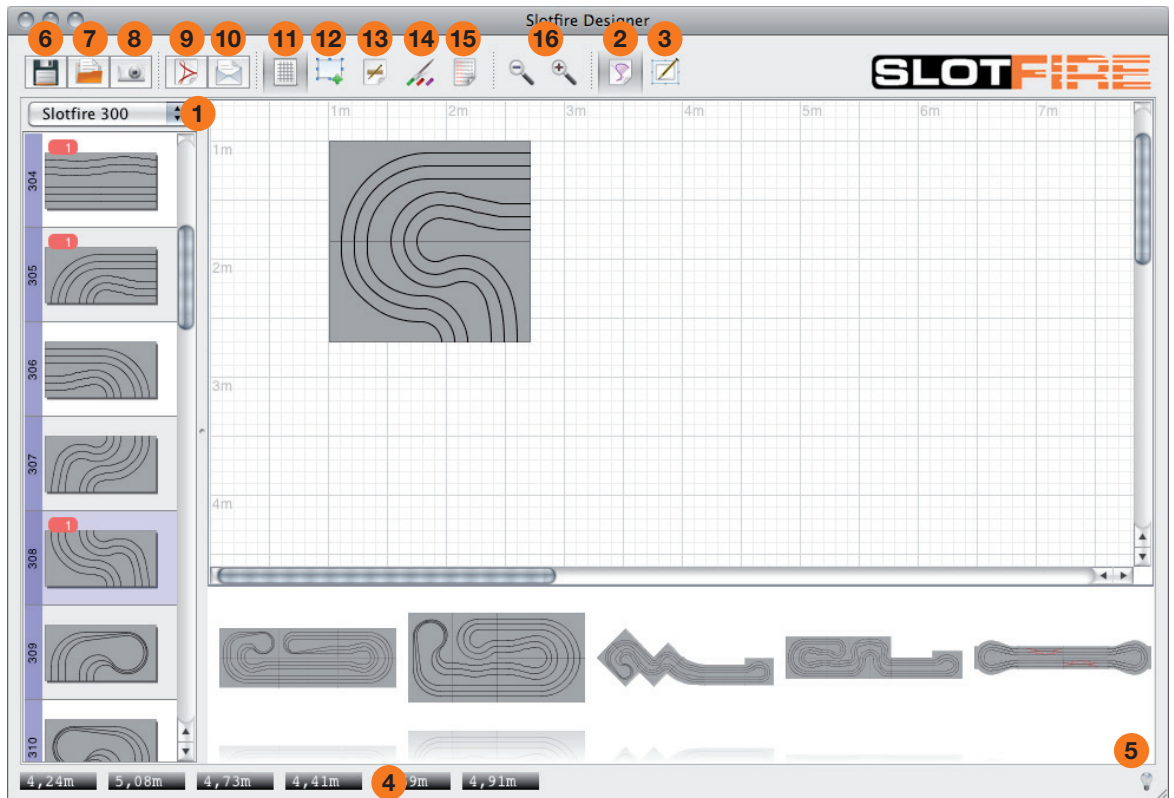 Slotfire Designer
6 7 8 9 10 11 12 13 14 15 16 2 3
SLOTFIRE
Slotfire 300 1
1m 2m 3m 4m 5m 6m 7m
1m
2m
3m
4m
304 1
305 1
306
307
308 1
309
310
5
4,24m 5,08m 4,73m 4,41m 4 9m 4,91m